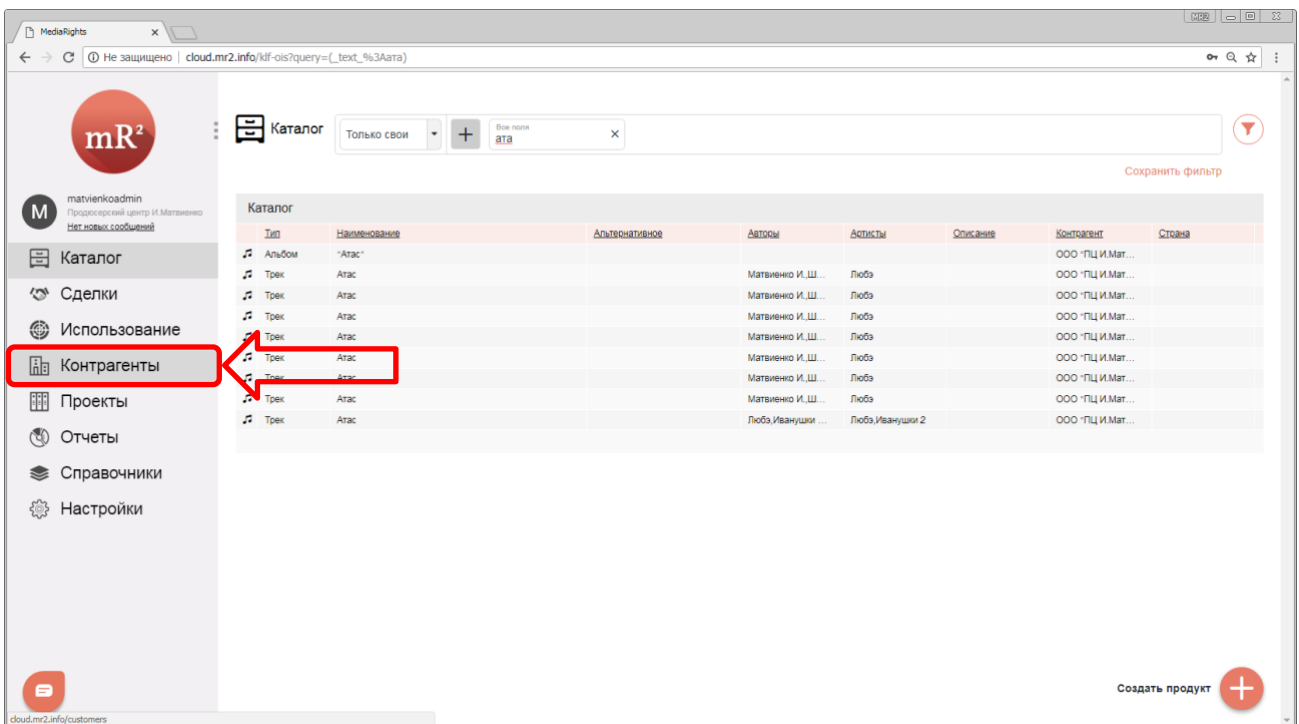 MR2
MediaRights
Не защищено | cloud.mr2.info/klf-ois?query=(_text_%3Aата)
mR²
Каталог
Только свои
Все поля
ата
Сохранить фильтр
M
matvienkoadmin
Продюсерский центр И.Матвиенко
Нет новых сообщений
Каталог
Сделки
Использование
Контрагенты
Проекты
Отчеты
Справочники
Настройки
Каталог
Тип Наименование Альтернативное Авторы Артисты Описание Контрагент Страна
Альбом "Атас" ООО "ПЦ И.Мат...
Трек Атас Матвиенко И.,Ш... Любэ ООО "ПЦ И.Мат...
Трек Атас Матвиенко И.,Ш... Любэ ООО "ПЦ И.Мат...
Трек Атас Матвиенко И.,Ш... Любэ ООО "ПЦ И.Мат...
Трек Атас Матвиенко И.,Ш... Любэ ООО "ПЦ И.Мат...
Трек Атас Матвиенко И.,Ш... Любэ ООО "ПЦ И.Мат...
Трек Атас Матвиенко И.,Ш... Любэ ООО "ПЦ И.Мат...
Трек Атас Матвиенко И.,Ш... Любэ ООО "ПЦ И.Мат...
Трек Атас Любэ,Иванушки ... Любэ,Иванушки 2 ООО "ПЦ И.Мат...
Создать продукт
cloud.mr2.info/customers